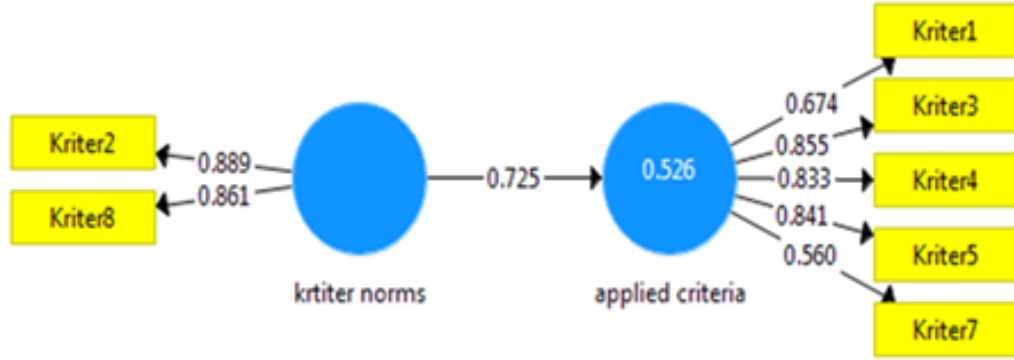 Kriter1
0.674
Kriter3
0.855
Kriter2
0.889
0.725
0.526
0.833
Kriter4
Kriter8
0.861
0.841
Kriter5
0.560
krtiter norms
applied criteria
Kriter7